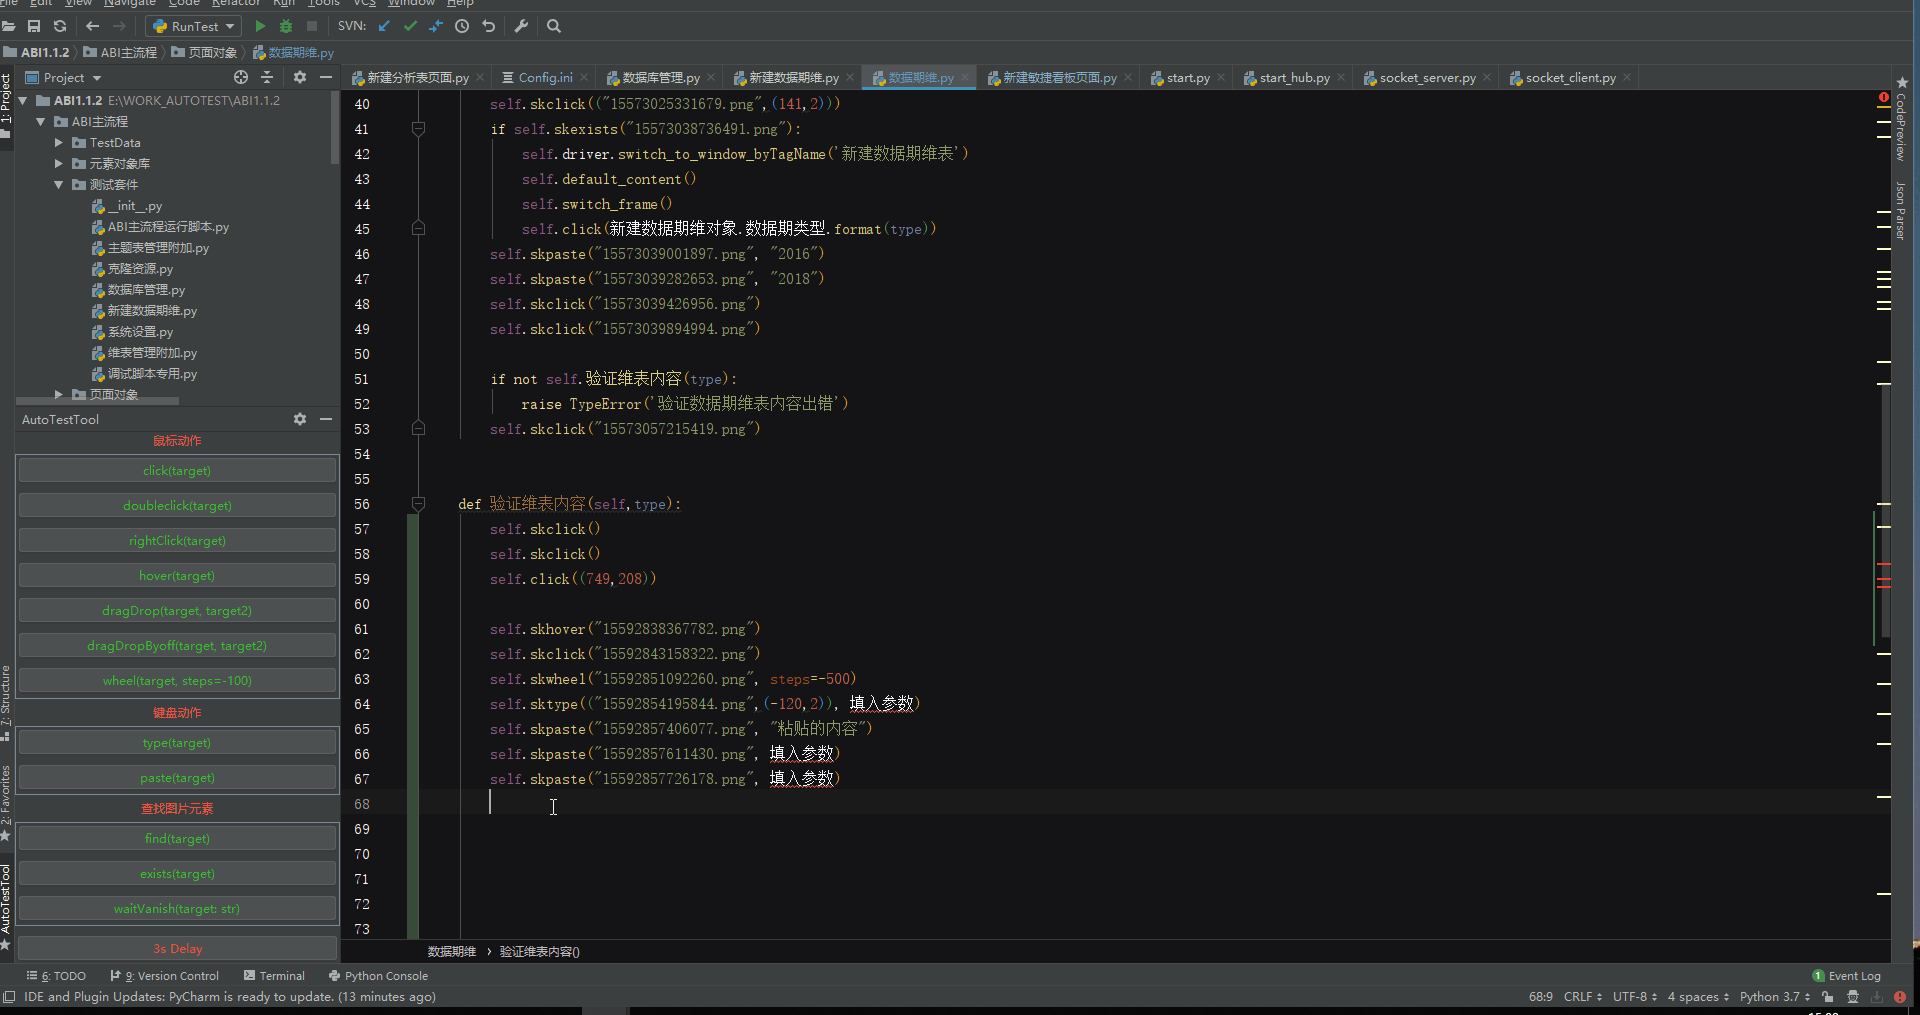 File Edit View Navigate Code Refactor Run Tools VCS Window Help
RunTest SVN:
ABI1.1.2 ABI主流程 页面对象 数据期维.py
Project
新建分析表页面.py Config.ini 数据库管理.py 新建数据期维.py 数据期维.py 新建敏捷看板页面.py start.py start_hub.py socket_server.py socket_client.py
ABI1.1.2 E:\WORK_AUTOTEST\ABI1.1.2
ABI主流程
TestData
元素对象库
测试套件
__init__.py
ABI主流程运行脚本.py
主题表管理附加.py
克隆资源.py
数据库管理.py
新建数据期维.py
系统设置.py
维表管理附加.py
调试脚本专用.py
页面对象
AutoTestTool
鼠标动作
click(target)
doubleclick(target)
rightClick(target)
hover(target)
dragDrop(target, target2)
dragDropByoff(target, target2)
wheel(target, steps=-100)
键盘动作
type(target)
paste(target)
查找图片元素
find(target)
exists(target)
waitVanish(target: str)
3s Delay
1: Project
7: Structure
2: Favorites
AutoTestTool
40 self.skclick(("15573025331679.png",(141,2)))
41 if self.skexists("15573038736491.png"):
42 self.driver.switch_to_window_byTagName('新建数据期维表')
43 self.default_content()
44 self.switch_frame()
45 self.click(新建数据期维对象.数据期类型.format(type))
46 self.skpaste("15573039001897.png", "2016")
47 self.skpaste("15573039282653.png", "2018")
48 self.skclick("15573039426956.png")
49 self.skclick("15573039894994.png")
50
51 if not self.验证维表内容(type):
52 raise TypeError('验证数据期维表内容出错')
53 self.skclick("15573057215419.png")
54
55
56 def 验证维表内容(self,type):
57 self.skclick()
58 self.skclick()
59 self.click((749,208))
60
61 self.skhover("15592838367782.png")
62 self.skclick("15592843158322.png")
63 self.skwheel("15592851092260.png", steps=-500)
64 self.sktype(("15592854195844.png",(-120,2)), 填入参数)
65 self.skpaste("15592857406077.png", "粘贴的内容")
66 self.skpaste("15592857611430.png", 填入参数)
67 self.skpaste("15592857726178.png", 填入参数)
68
69
70
71
72
73
数据期维 › 验证维表内容()
CodePreview
Json Parser
6: TODO 9: Version Control Terminal Python Console 1 Event Log
IDE and Plugin Updates: PyCharm is ready to update. (13 minutes ago) 68:9 CRLF UTF-8 4 spaces Python 3.7